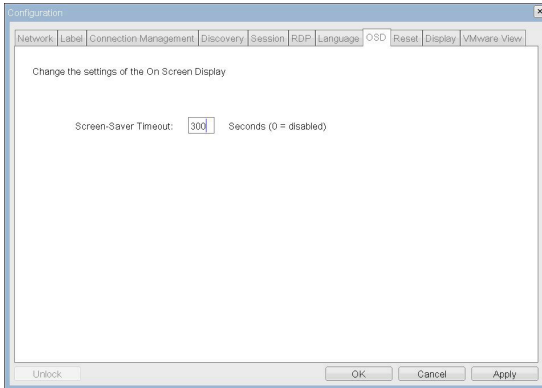 Configuration
Network Label Connection Management Discovery Session RDP Language OSD Reset Display VMware View
Change the settings of the On Screen Display
Screen-Saver Timeout: 300 Seconds (0 = disabled)
Unlock OK Cancel Apply